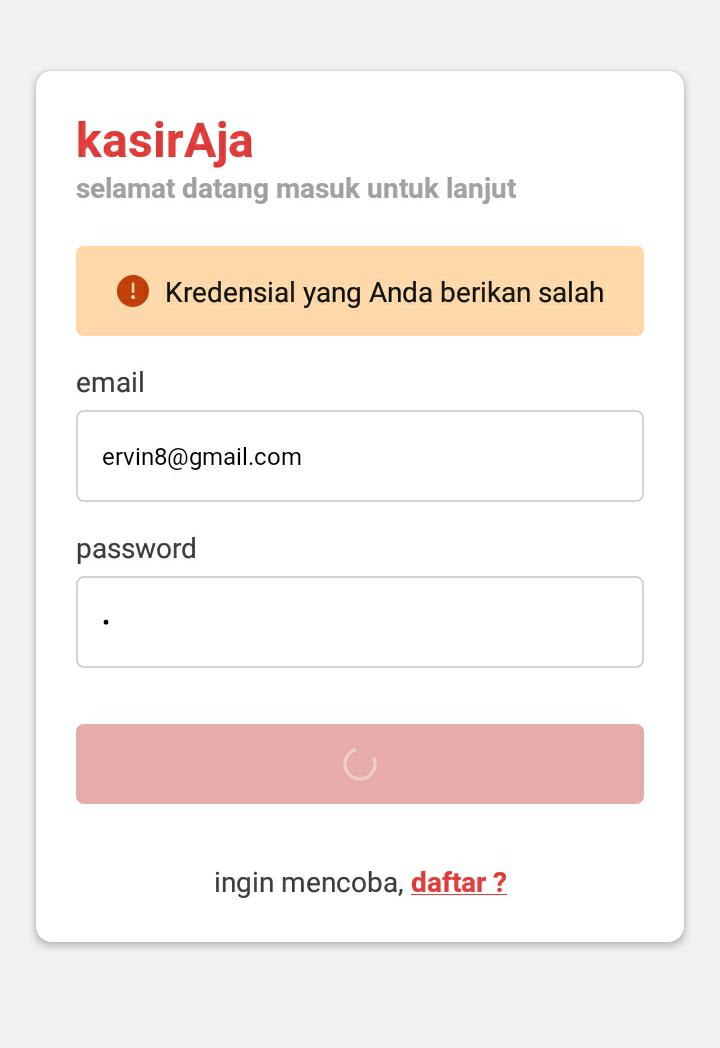 kasirAja
selamat datang masuk untuk lanjut
Kredensial yang Anda berikan salah
email
ervin8@gmail.com
password
ingin mencoba, daftar ?